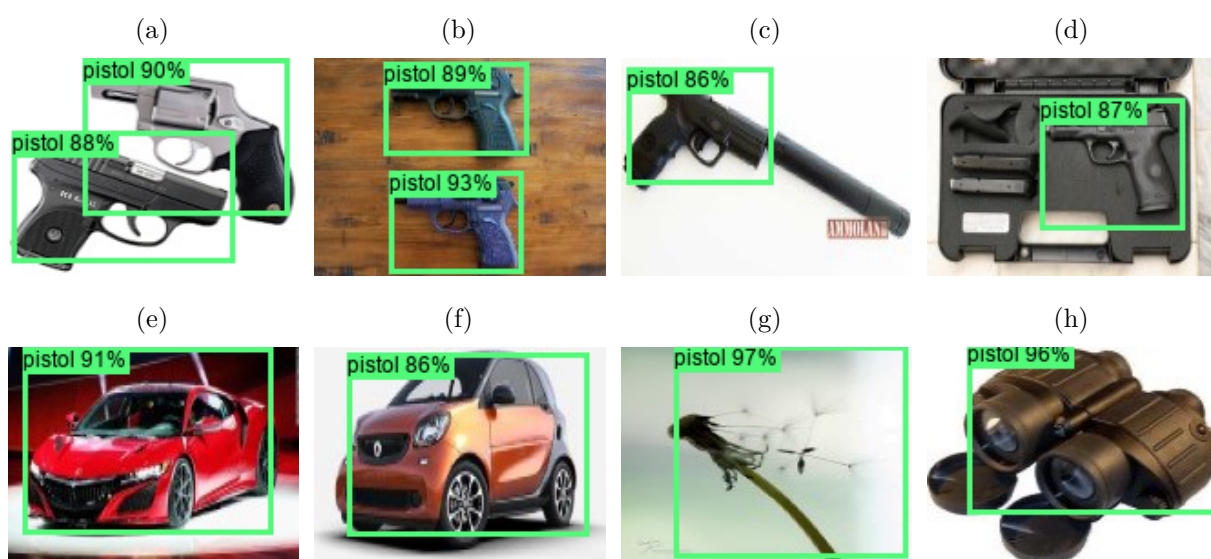 (a)
(b)
(c)
(d)
pistol 90%
pistol 88%
pistol 89%
pistol 93%
pistol 86%
AMMOLAND
pistol 87%
(e)
(f)
(g)
(h)
pistol 91%
pistol 86%
pistol 97%
pistol 96%